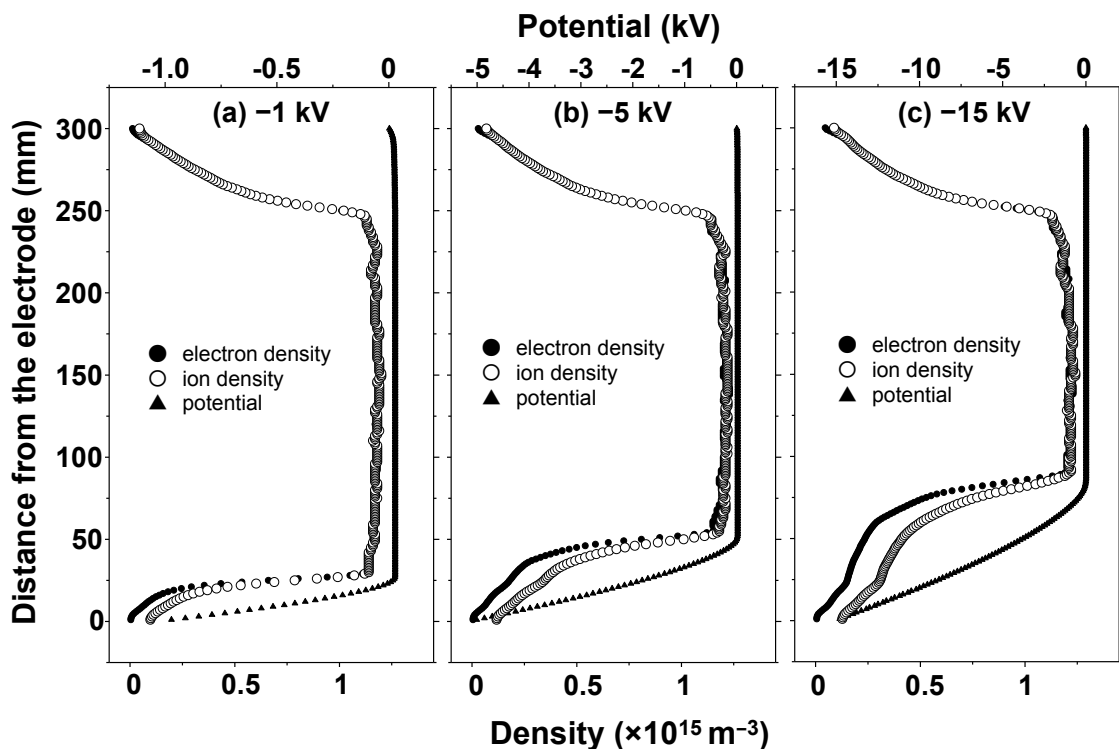 Potential (kV)
-1.0 -0.5 0 -5 -4 -3 -2 -1 0 -15 -10 -5 0
(a) −1 kV (b) −5 kV (c) −15 kV
Distance from the electrode (mm)
300
250
200
150
100
50
0
electron density
ion density
potential
electron density
ion density
potential
electron density
ion density
potential
0 0.5 1 0 0.5 1 0 0.5 1
Density (×10¹⁵ m⁻³)